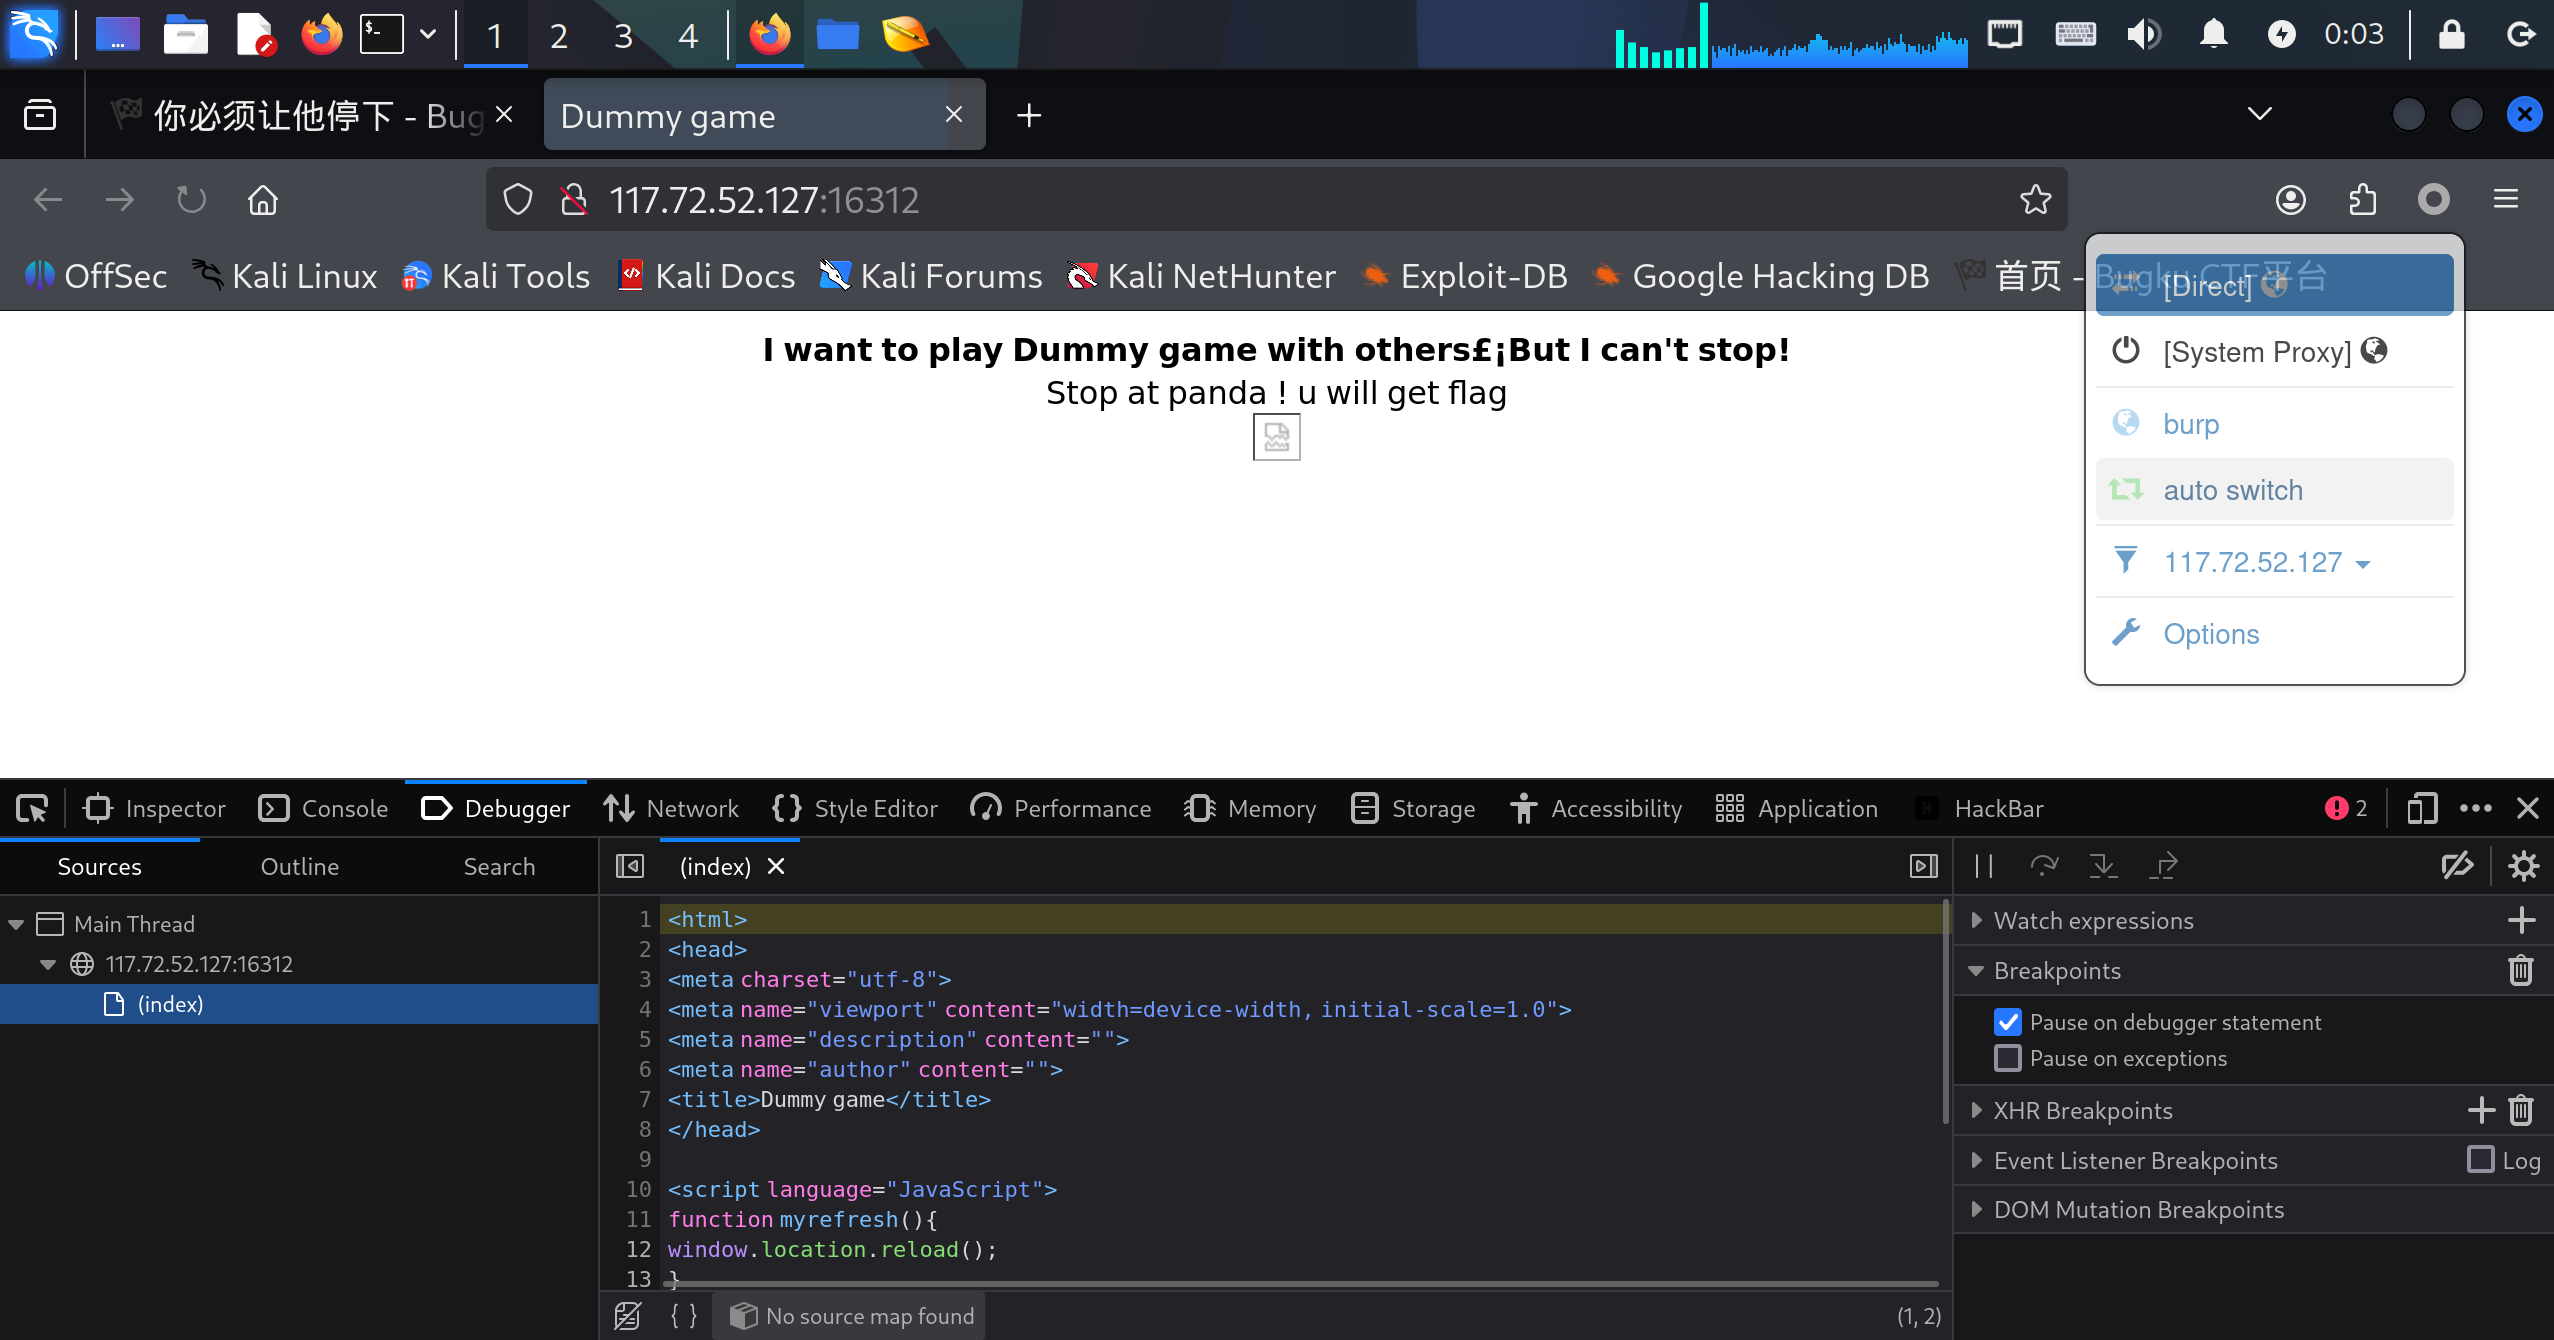 1 2 3 4 0:03
你必须让他停下 - Bug
Dummy game
117.72.52.127:16312
OffSec Kali Linux Kali Tools Kali Docs Kali Forums Kali NetHunter Exploit-DB Google Hacking DB 首页 - Bugku CTF平台
[Direct]
[System Proxy]
burp
auto switch
117.72.52.127
Options
I want to play Dummy game with others£¡But I can't stop!
Stop at panda ! u will get flag
Inspector Console Debugger Network Style Editor Performance Memory Storage Accessibility Application HackBar 2
Sources Outline Search
Main Thread
117.72.52.127:16312
(index)
(index)
1 <html>
2 <head>
3 <meta charset="utf-8">
4 <meta name="viewport" content="width=device-width, initial-scale=1.0">
5 <meta name="description" content="">
6 <meta name="author" content="">
7 <title>Dummy game</title>
8 </head>
9
10 <script language="JavaScript">
11 function myrefresh(){
12 window.location.reload();
13 }
No source map found (1, 2)
Watch expressions
Breakpoints
Pause on debugger statement
Pause on exceptions
XHR Breakpoints
Event Listener Breakpoints Log
DOM Mutation Breakpoints